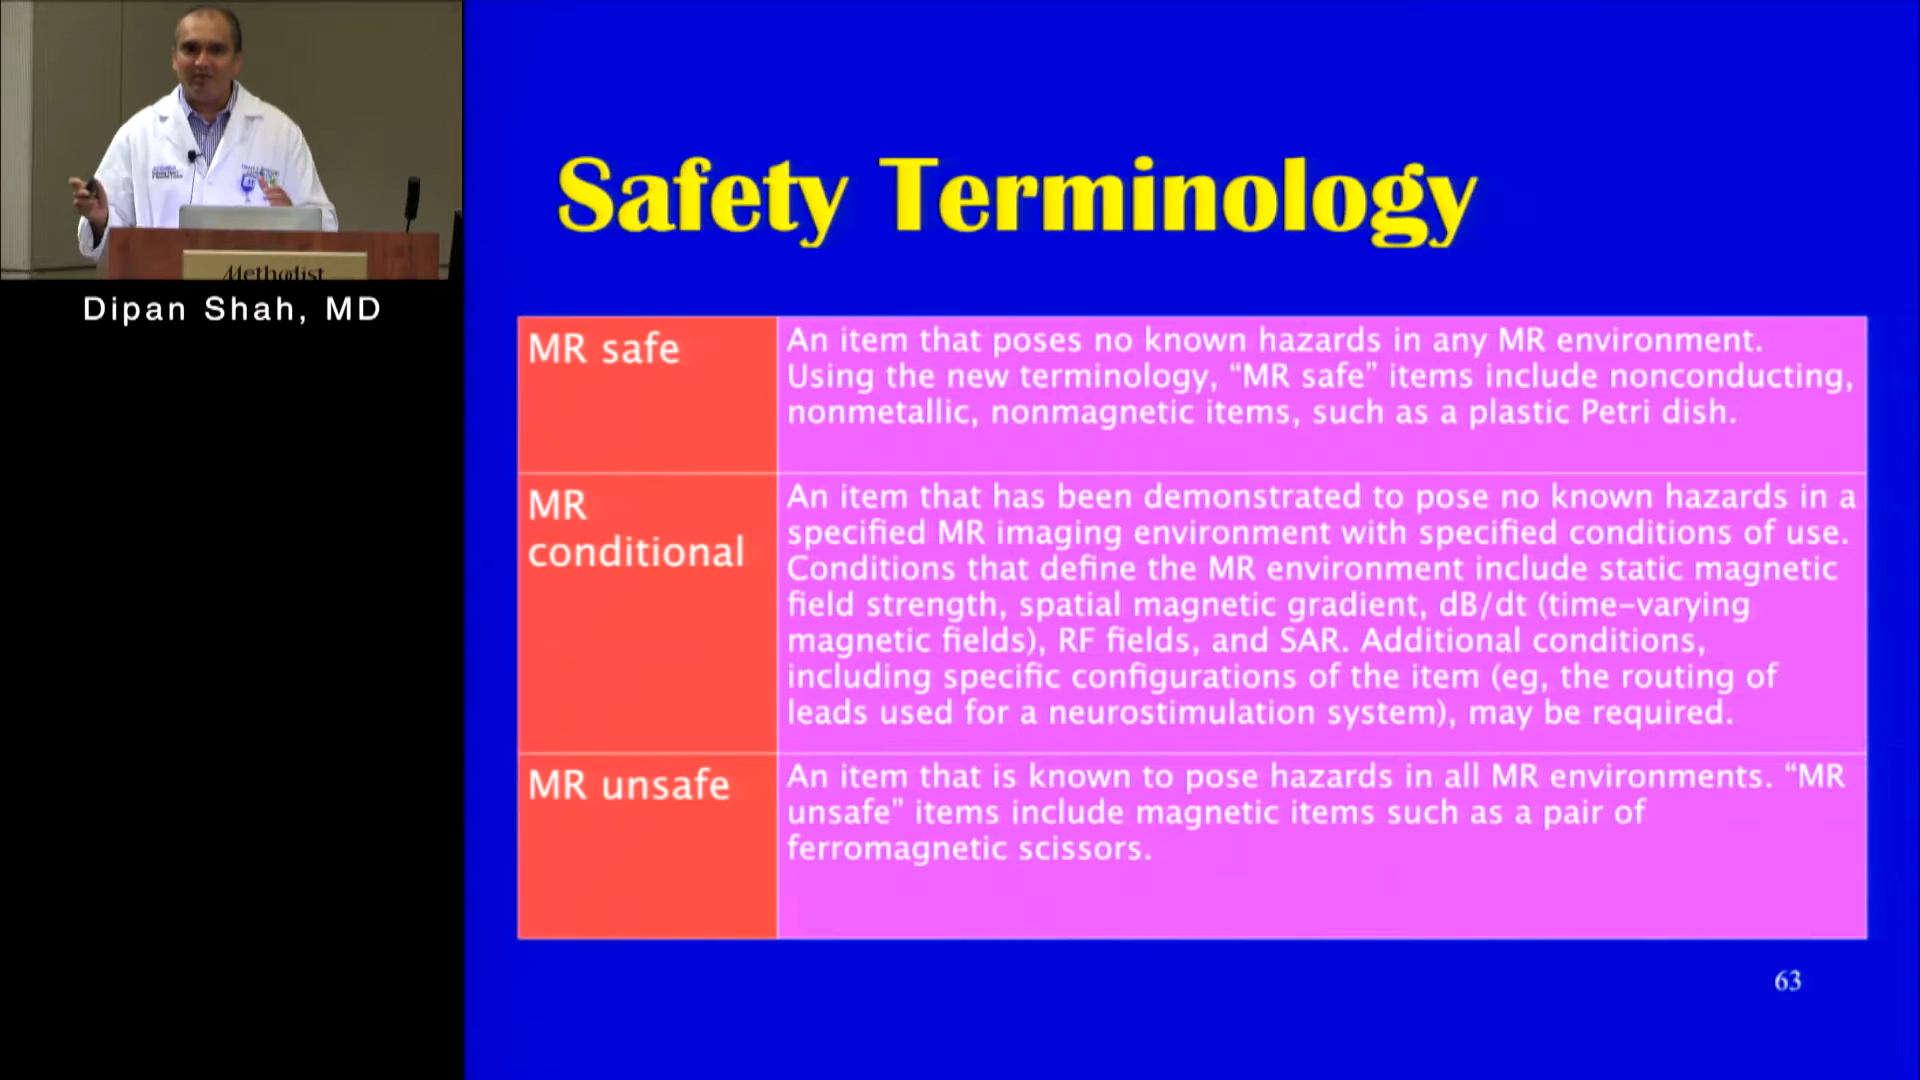 Methodist
Dipan Shah, MD
Safety Terminology
MR safe
An item that poses no known hazards in any MR environment.
Using the new terminology, “MR safe” items include nonconducting,
nonmetallic, nonmagnetic items, such as a plastic Petri dish.
MR
conditional
An item that has been demonstrated to pose no known hazards in a
specified MR imaging environment with specified conditions of use.
Conditions that define the MR environment include static magnetic
field strength, spatial magnetic gradient, dB/dt (time-varying
magnetic fields), RF fields, and SAR. Additional conditions,
including specific configurations of the item (eg, the routing of
leads used for a neurostimulation system), may be required.
MR unsafe
An item that is known to pose hazards in all MR environments. “MR
unsafe” items include magnetic items such as a pair of
ferromagnetic scissors.
63